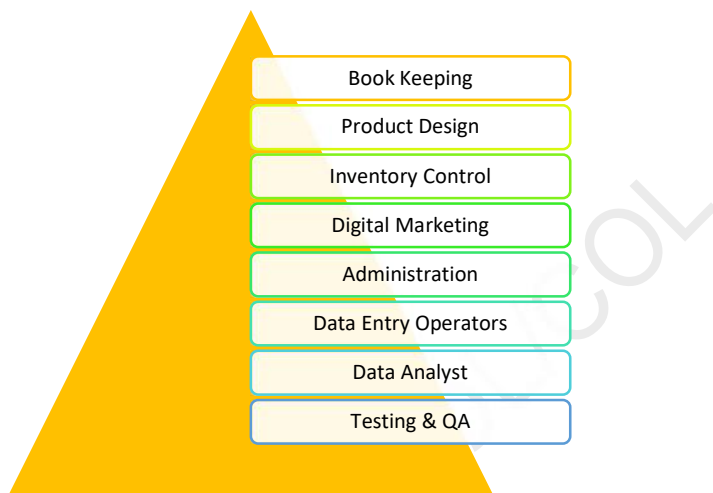 Book Keeping
Product Design
Inventory Control
Digital Marketing
Administration
Data Entry Operators
Data Analyst
Testing & QA